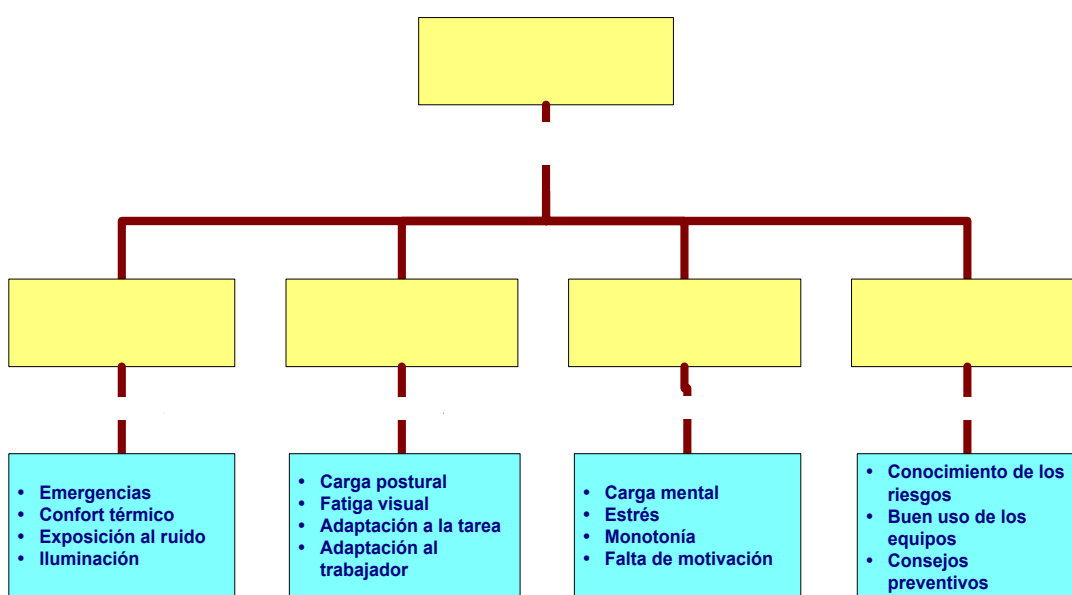 • Emergencias
• Confort térmico
• Exposición al ruido
• Iluminación
• Carga postural
• Fatiga visual
• Adaptación a la tarea
• Adaptación al
trabajador
• Carga mental
• Estrés
• Monotonía
• Falta de motivación
• Conocimiento de los
riesgos
• Buen uso de los
equipos
• Consejos
preventivos